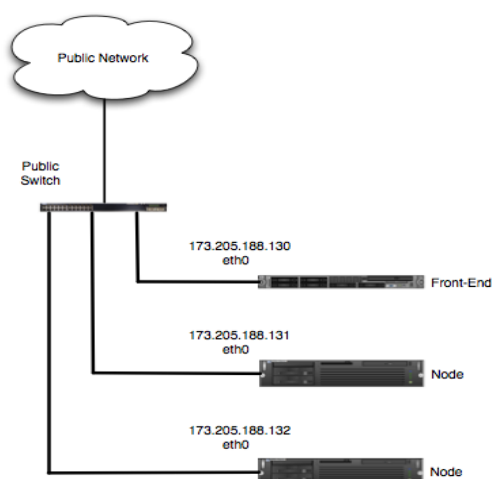 Public Network
Public
Switch
173.205.188.130
eth0
Front-End
173.205.188.131
eth0
Node
173.205.188.132
eth0
Node